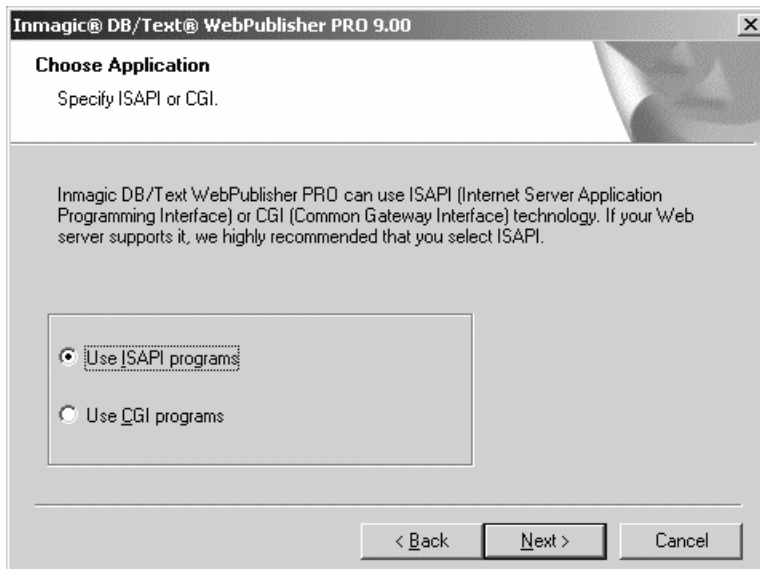 Inmagic® DB/Text® WebPublisher PRO 9.00
Choose Application
Specify ISAPI or CGI.
Inmagic DB/Text WebPublisher PRO can use ISAPI (Internet Server Application
Programming Interface) or CGI (Common Gateway Interface) technology. If your Web
server supports it, we highly recommended that you select ISAPI.
Use ISAPI programs
Use CGI programs
< Back
Next >
Cancel